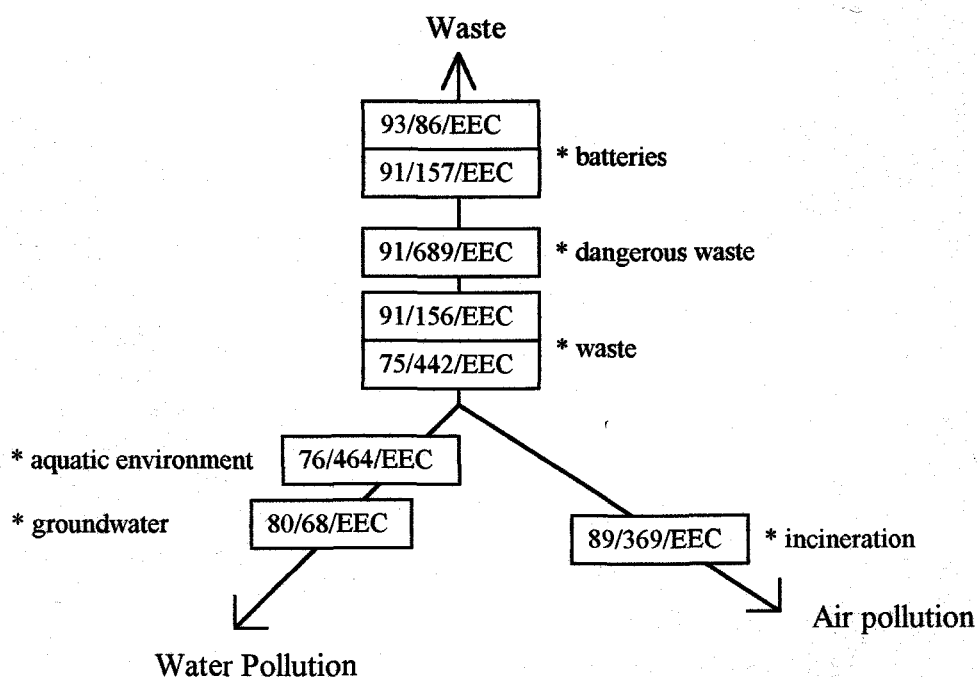 Waste
93/86/EEC
91/157/EEC
* batteries
91/689/EEC
* dangerous waste
91/156/EEC
75/442/EEC
* waste
* aquatic environment
76/464/EEC
* groundwater
80/68/EEC
89/369/EEC
* incineration
Air pollution
Water Pollution